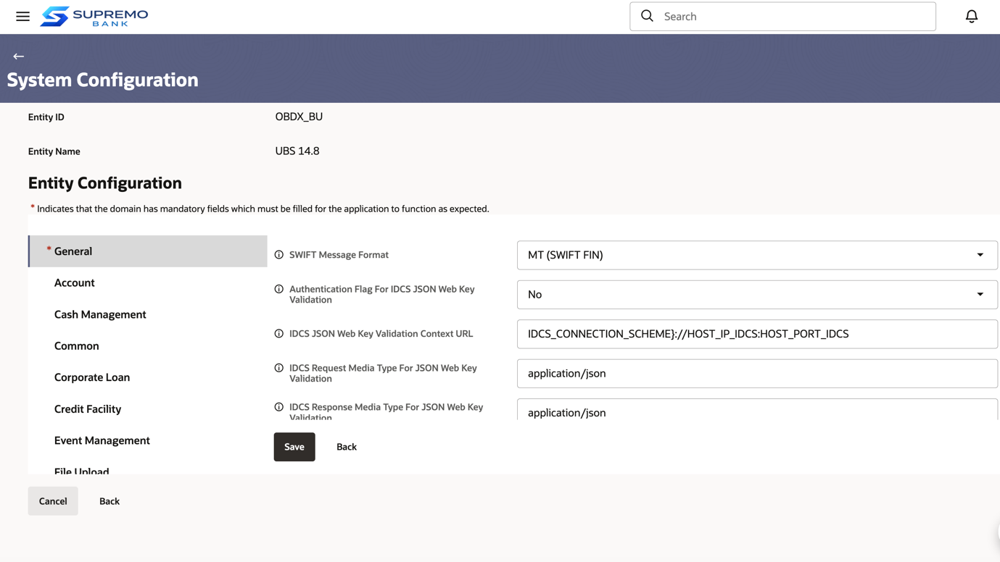 SUPREMO
BANK
Search
System Configuration
Entity ID
OBDX_BU
Entity Name
UBS 14.8
Entity Configuration
* Indicates that the domain has mandatory fields which must be filled for the application to function as expected.
* General
Account
Cash Management
Common
Corporate Loan
Credit Facility
Event Management
File Upload
SWIFT Message Format
MT (SWIFT FIN)
Authentication Flag For IDCS JSON Web Key
Validation
No
IDCS JSON Web Key Validation Context URL
IDCS_CONNECTION_SCHEME}://HOST_IP_IDCS:HOST_PORT_IDCS
IDCS Request Media Type For JSON Web Key
Validation
application/json
IDCS Response Media Type For JSON Web Key
Validation
application/json
Save
Back
Cancel
Back